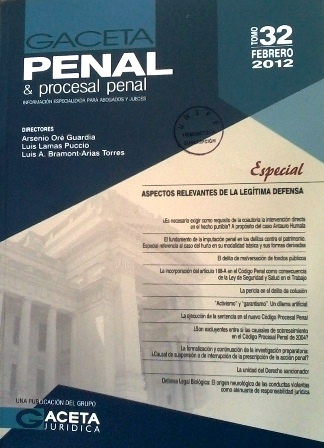 GACETA
PENAL
& procesal penal
INFORMACIÓN ESPECIALIZADA PARA ABOGADOS Y JUECES
TOMO 32
FEBRERO
2012
DIRECTORES
Arsenio Oré Guardia
Luis Lamas Puccio
Luis A. Bramont-Arias Torres
Especial
ASPECTOS RELEVANTES DE LA LEGÍTIMA DEFENSA
¿Es necesario exigir como requisito de la coautoría la intervención directa
en el hecho punible? A propósito del caso Antauro Humala
El fundamento de la imputación penal en los delitos contra el patrimonio.
Especial referencia al caso del hurto en su modalidad básica y sus formas derivadas
El delito de malversación de fondos públicos
La incorporación del artículo 168-A en el Código Penal como consecuencia
de la Ley de Seguridad y Salud en el Trabajo
La pericia en el delito de colusión
"Activismo" y "garantismo". Un dilema artificial
La ejecución de la sentencia en el nuevo Código Procesal Penal
¿Son excluyentes entre sí las causales de sobreseimiento
en el Código Procesal Penal de 2004?
La formalización y continuación de la investigación preparatoria:
¿Causal de suspensión o de interrupción de la prescripción de la acción penal?
La unidad del Derecho sancionador
Defensa Legal Biológica: El origen neurológico de las conductas violentas
como atenuante de responsabilidad jurídica
UNA PUBLICACIÓN DEL GRUPO
GACETA
JURIDICA